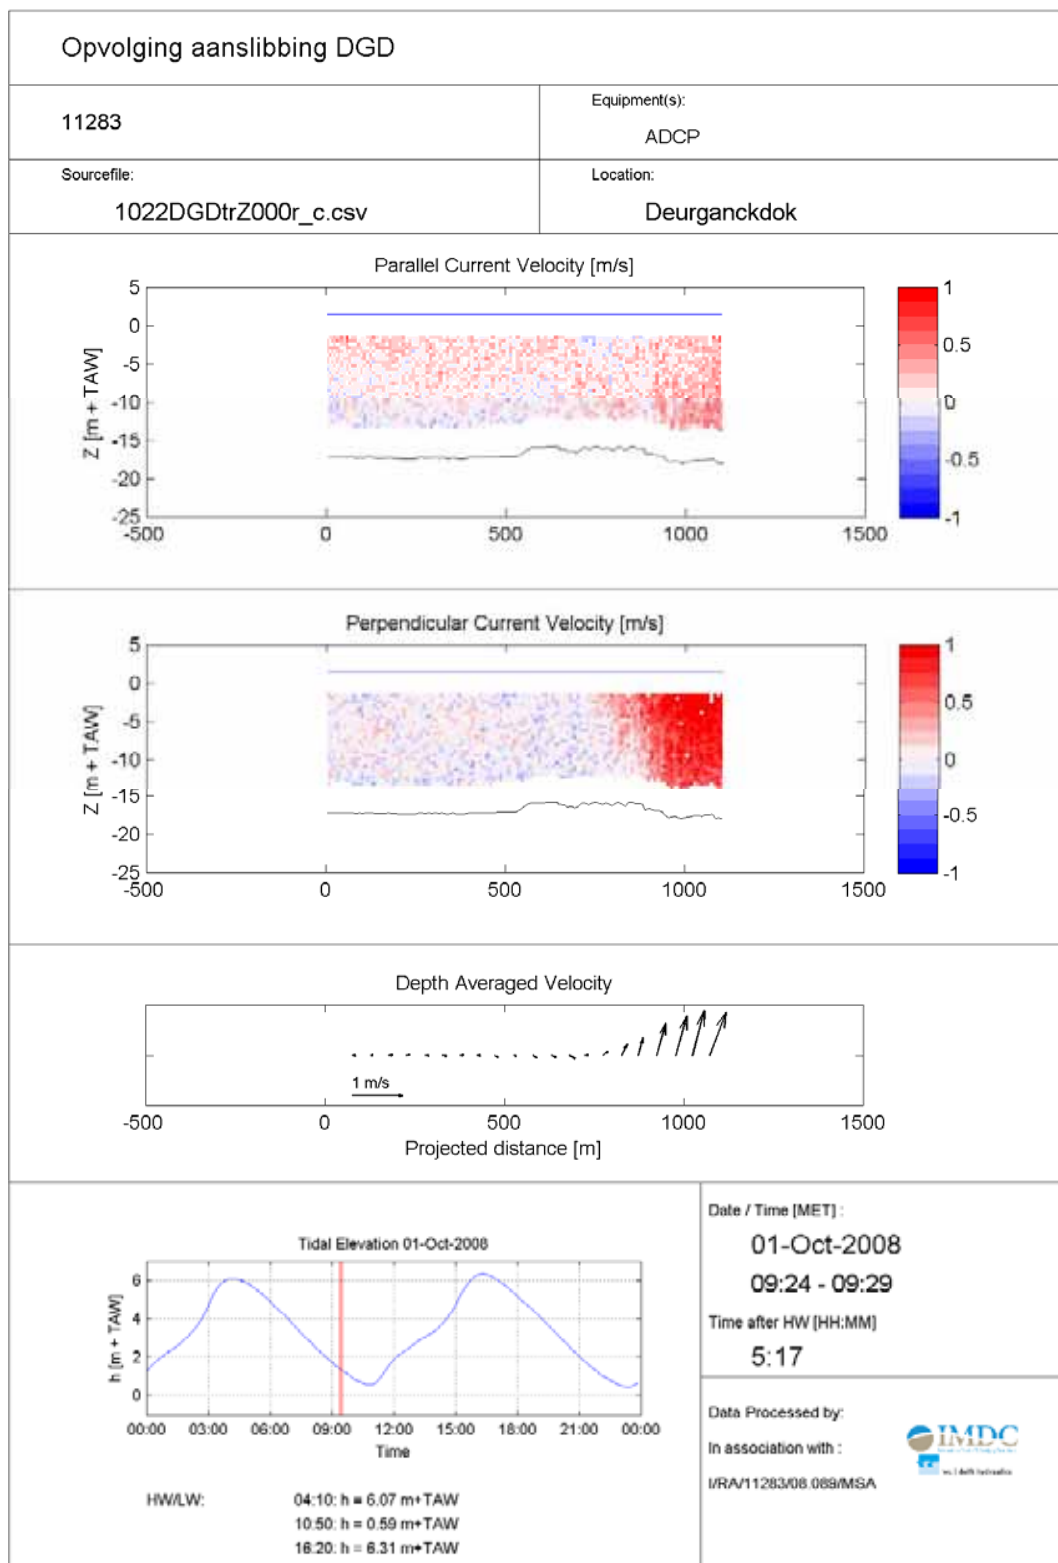 Opvolging aanslibbing DGD
11283
Equipment(s):
ADCP
Sourcefile:
1022DGDtrZ000r_c.csv
Location:
Deurganckdok
Parallel Current Velocity [m/s]
Z [m + TAW]
5
0
-5
-10
-15
-20
-25
-500
0
500
1000
1500
1
0.5
0
-0.5
-1
Perpendicular Current Velocity [m/s]
Z [m + TAW]
5
0
-5
-10
-15
-20
-25
-500
0
500
1000
1500
1
0.5
0
-0.5
-1
Depth Averaged Velocity
1 m/s
-500
0
500
1000
1500
Projected distance [m]
Tidal Elevation 01-Oct-2008
h [m + TAW]
6
4
2
0
00:00 03:00 06:00 09:00 12:00 15:00 18:00 21:00 00:00
Time
HW/LW:
04:10: h = 6.07 m+TAW
10:50: h = 0.59 m+TAW
16:20: h = 6.31 m+TAW
Date / Time [MET] :
01-Oct-2008
09:24 - 09:29
Time after HW [HH:MM]
5:17
Data Processed by:
In association with :
I/RA/11283/08.089/MSA
IMDC
wl | delft hydraulics